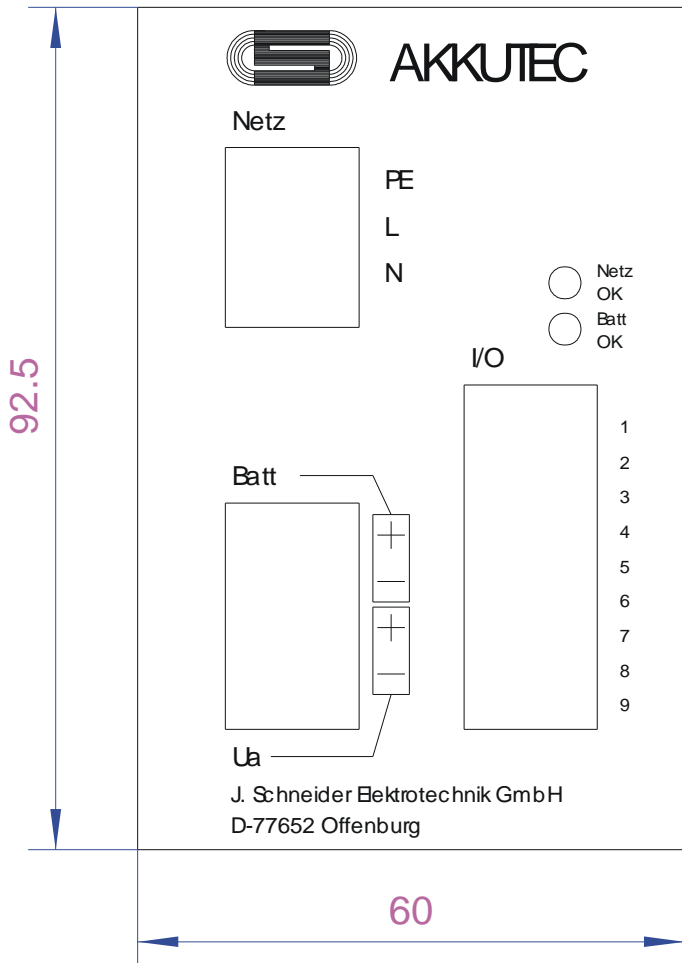 AKKUTEC
Netz
PE
L
N
Netz
OK
Batt
OK
I/O
1
2
3
4
5
6
7
8
9
Batt
+
−
+
−
Ua
J. Schneider Elektrotechnik GmbH
D-77652 Offenburg
92.5
60